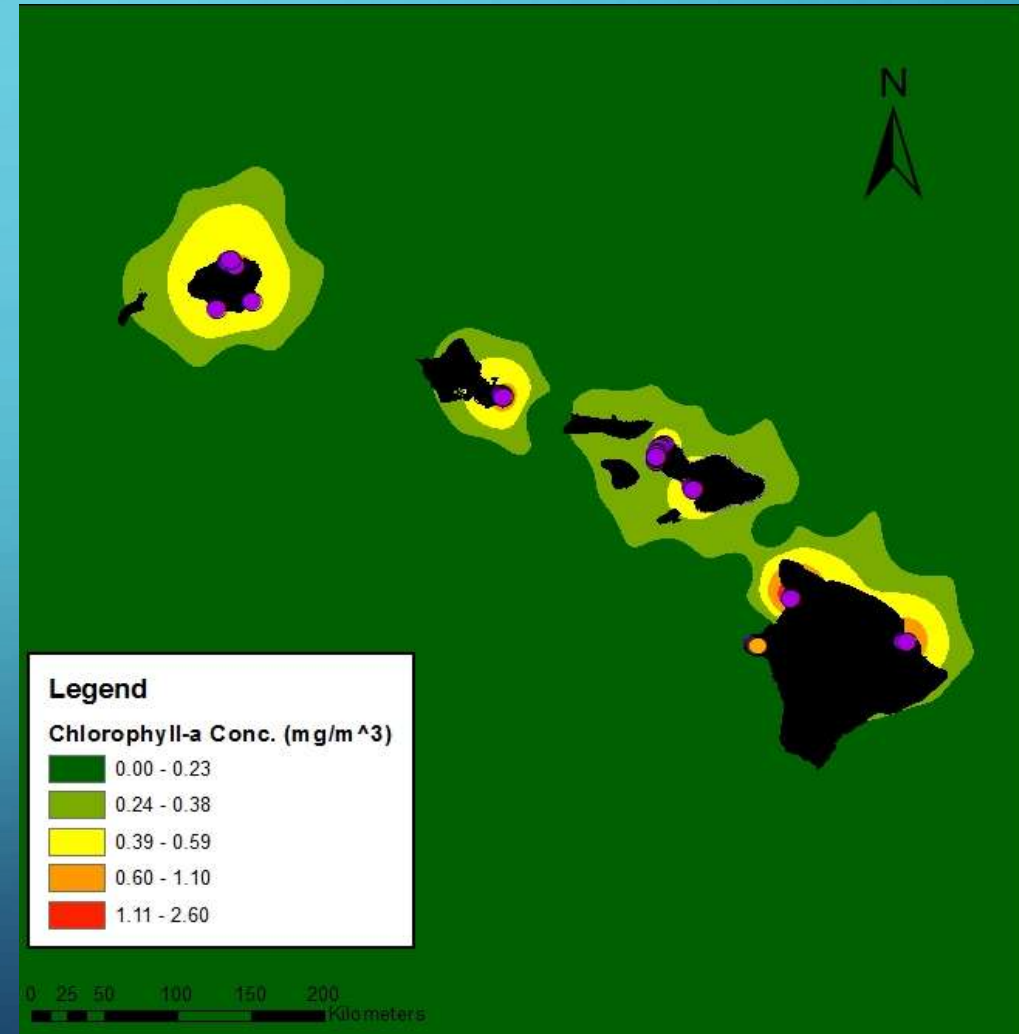 N
Legend
Chlorophyll-a Conc. (mg/m^3)
0.00 - 0.23
0.24 - 0.38
0.39 - 0.59
0.60 - 1.10
1.11 - 2.60
0 25 50 100 150 200
Kilometers